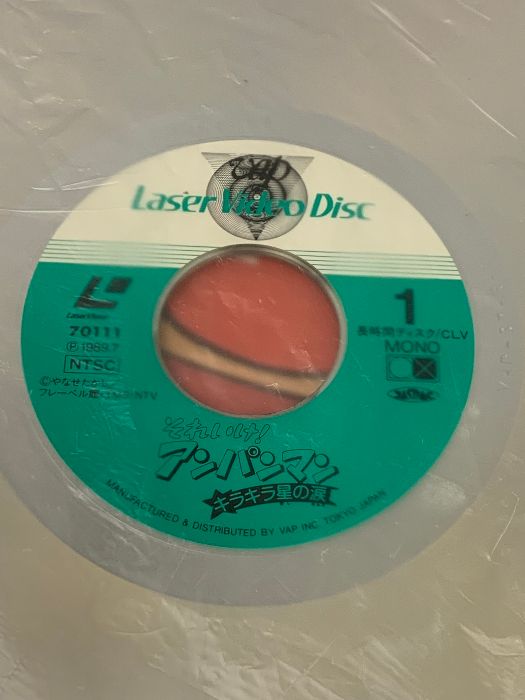 vap
Laser Video Disc
LaserVision
70111
Ⓟ1989.7
NTSC
©やなせたかし
フレーベル館・TMS・NTV
1
長時間ディスク/CLV
MONO
それいけ!
アンパンマン
キラキラ星の涙
MANUFACTURED & DISTRIBUTED BY VAP INC. TOKYO JAPAN